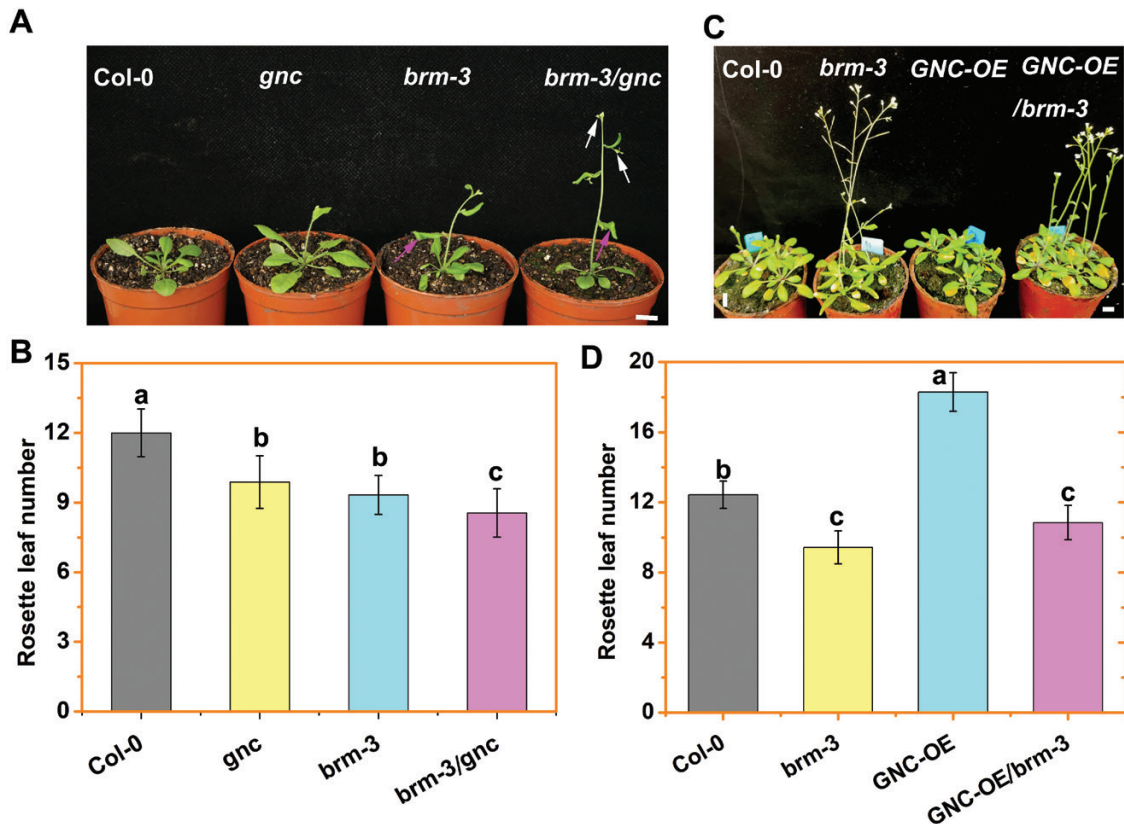 A
Col-0 gnc brm-3 brm-3/gnc
C
Col-0 brm-3 GNC-OE GNC-OE
/brm-3
B
15
12
9
6
3
0
Rosette leaf number
a
b
b
c
Col-0
gnc
brm-3
brm-3/gnc
D
20
16
12
8
4
0
Rosette leaf number
b
c
a
c
Col-0
brm-3
GNC-OE
GNC-OE/brm-3